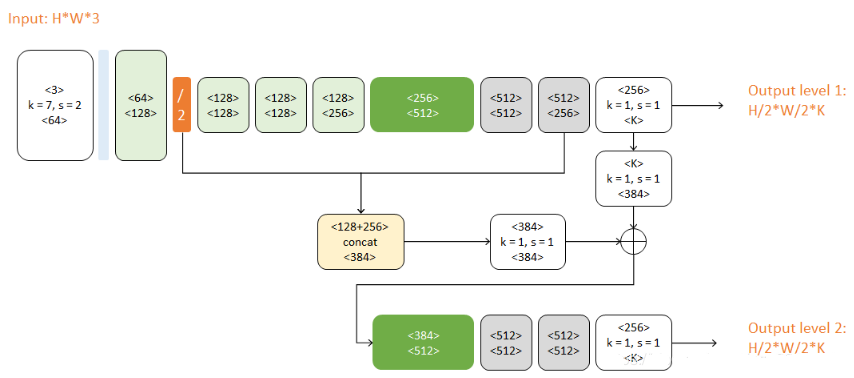 Input: H*W*3
<3>
k = 7, s = 2
<64>
<64>
<128>
/
2
<128>
<128>
<128>
<128>
<128>
<256>
<256>
<512>
<512>
<512>
<512>
<256>
<256>
k = 1, s = 1
<K>
Output level 1:
H/2*W/2*K
<K>
k = 1, s = 1
<384>
<128+256>
concat
<384>
<384>
k = 1, s = 1
<384>
<384>
<512>
<512>
<512>
<512>
<512>
<256>
k = 1, s = 1
<K>
Output level 2:
H/2*W/2*K